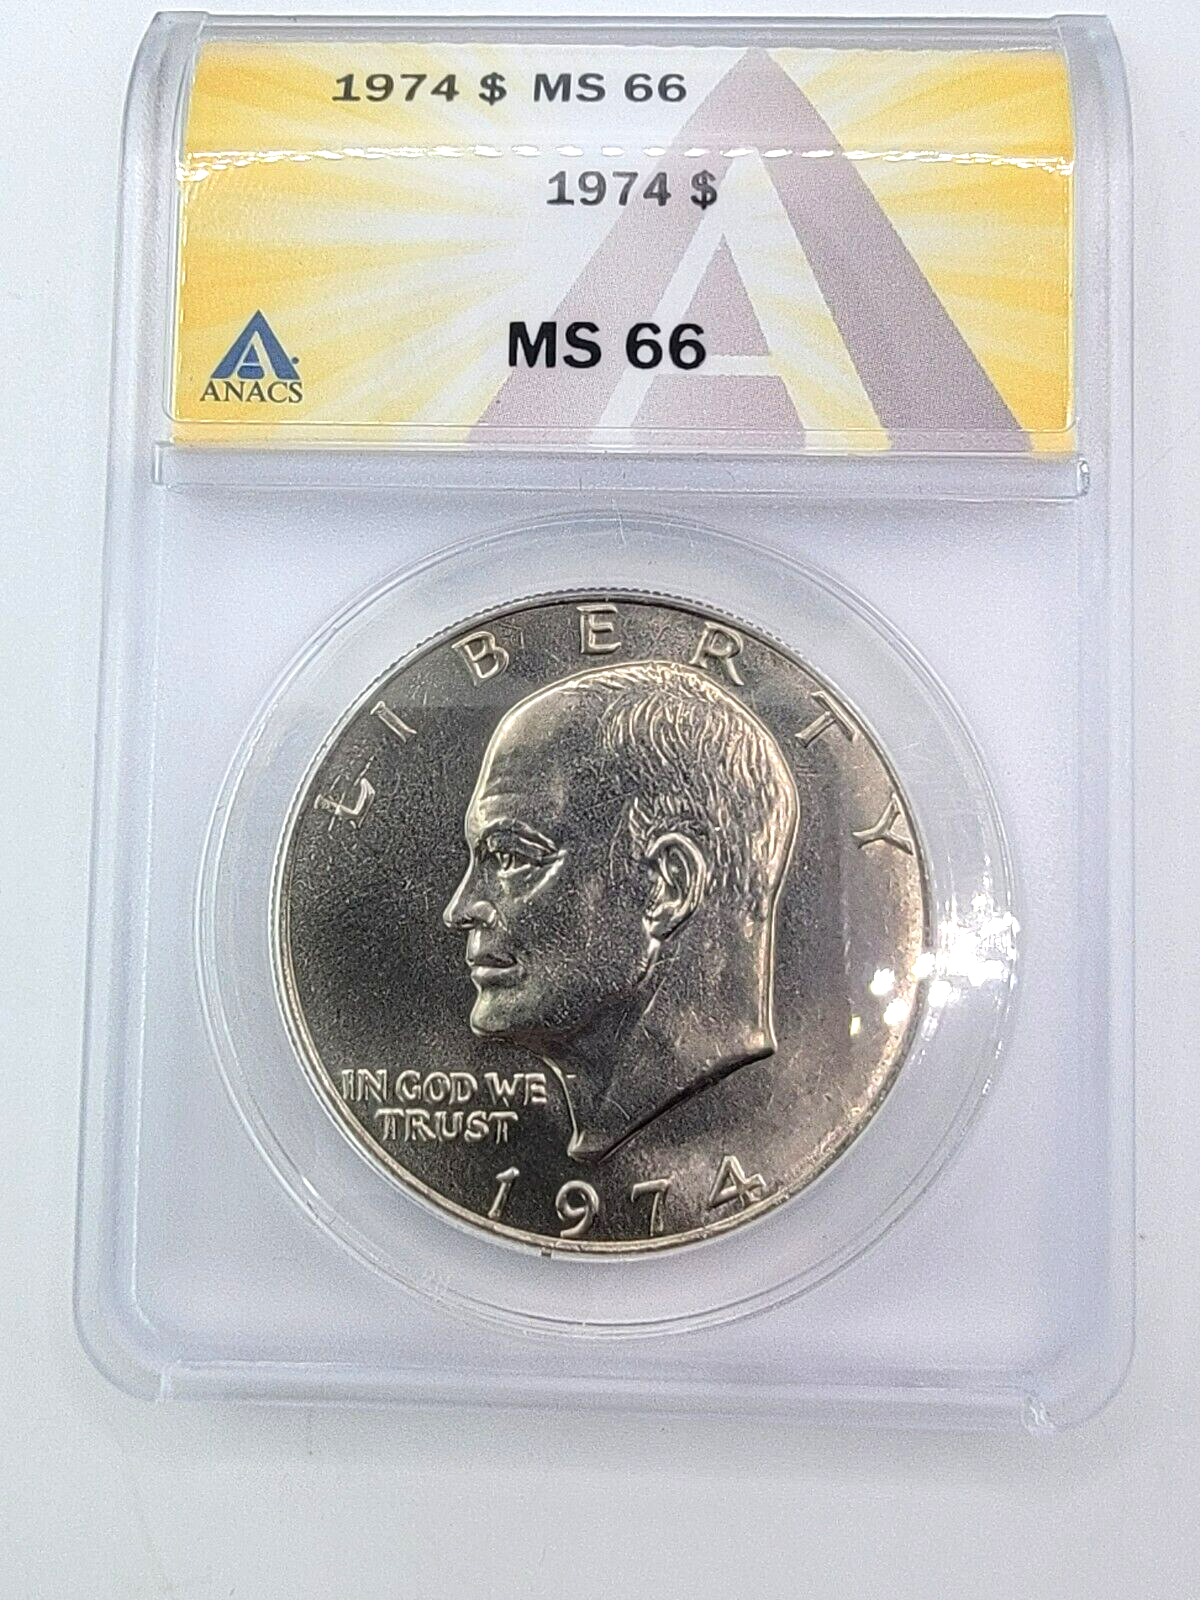 1974 $ MS 66
1974 $
MS 66
A
ANACS
LIBERTY
IN GOD WE
TRUST
1974